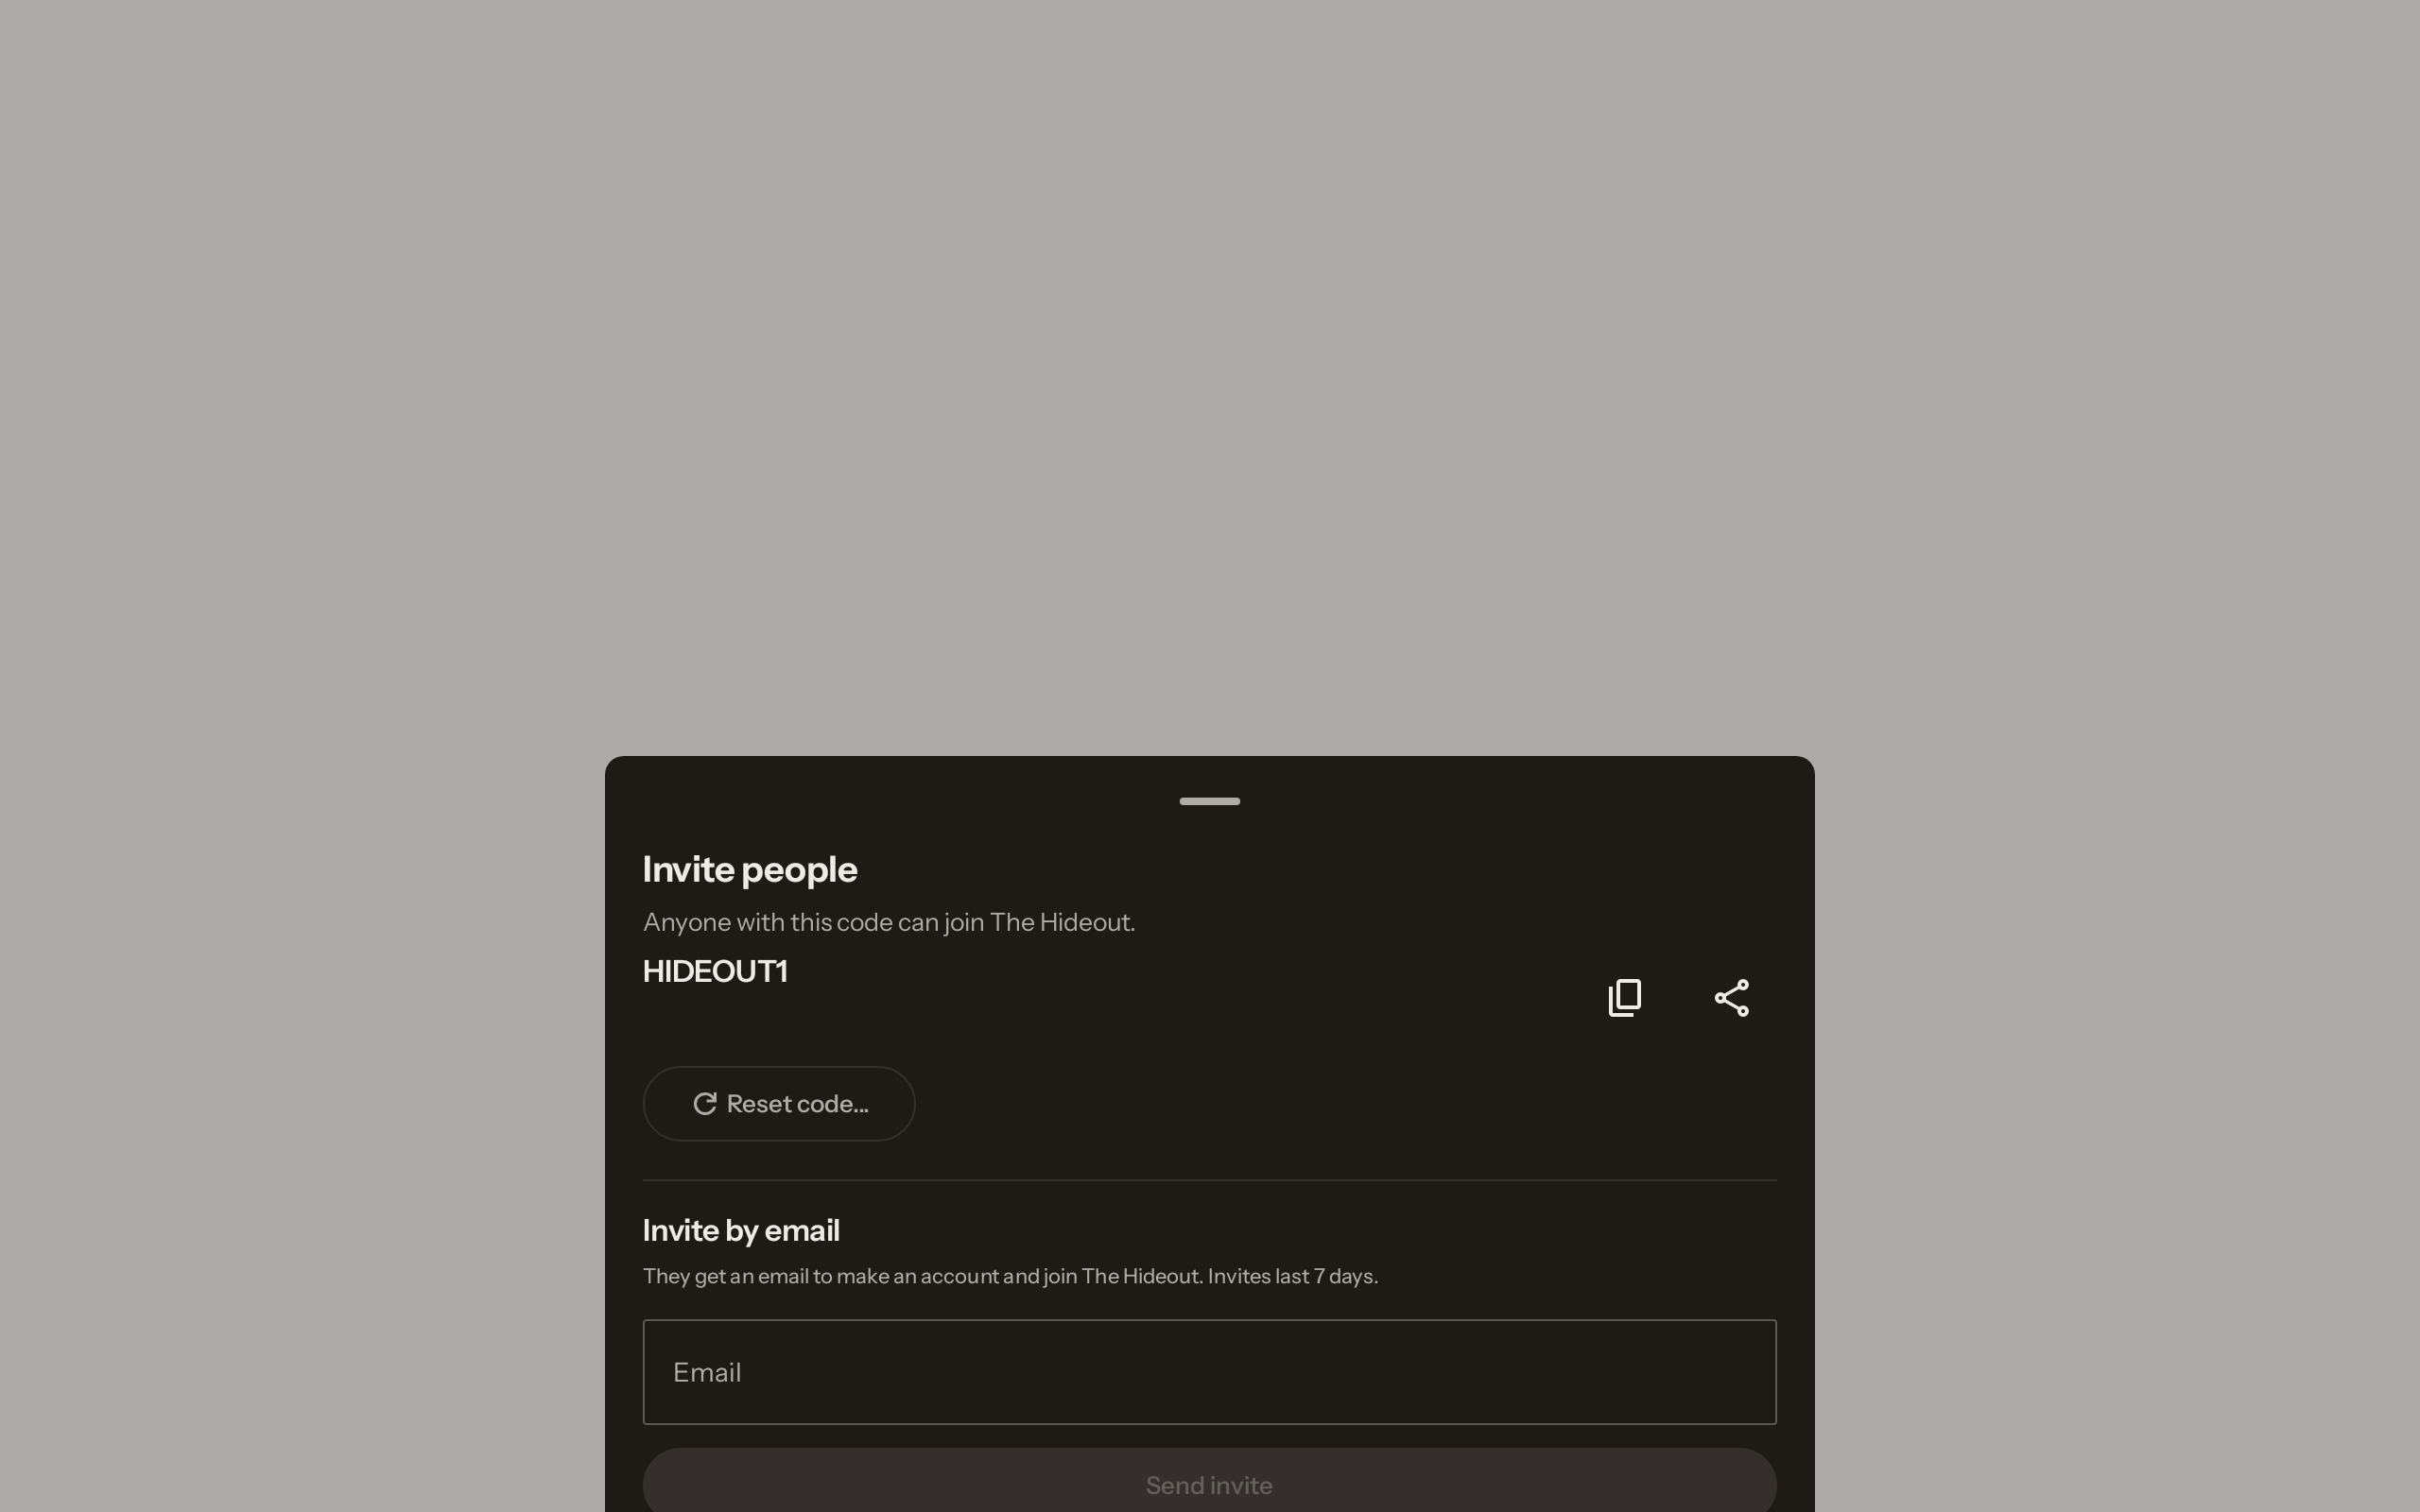 Invite people
Anyone with this code can join The Hideout.
HIDEOUT1
Reset code...
Invite by email
They get an email to make an account and join The Hideout. Invites last 7 days.
Email
Send invite